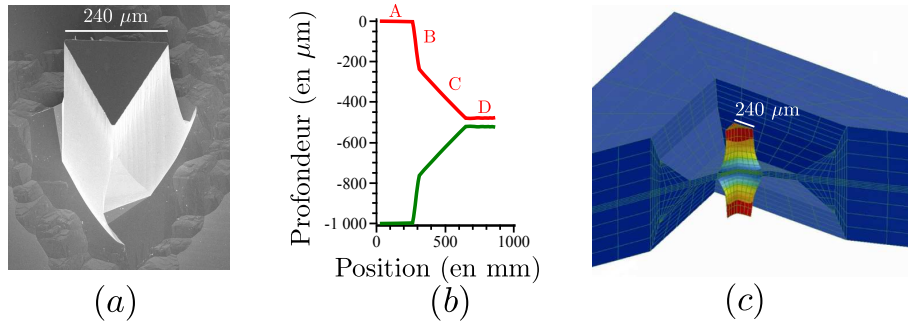 240 μm
(a)
Profondeur (en μm)
0
-200
-400
-600
-800
-1 000
A
B
C
D
0
500
1000
Position (en mm)
(b)
240 μm
(c)